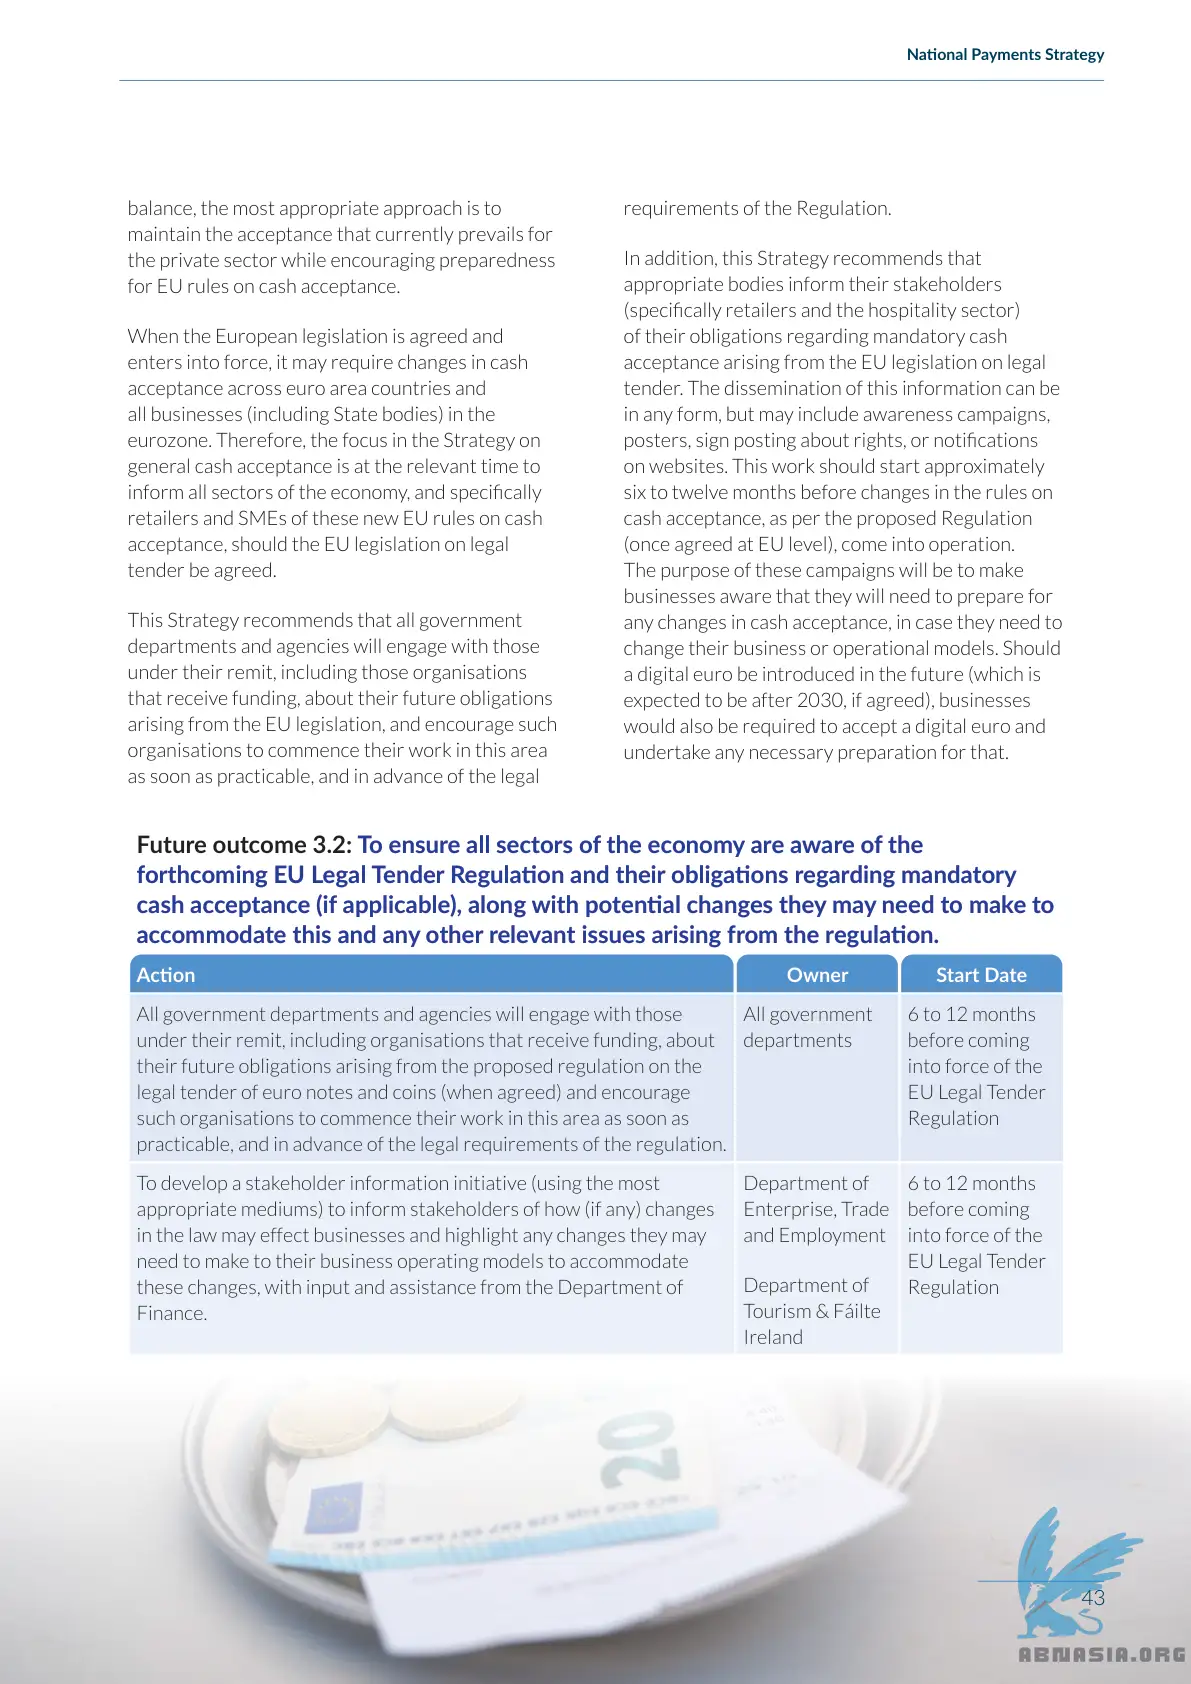 National Payments Strategy
balance, the most appropriate approach is to
maintain the acceptance that currently prevails for
the private sector while encouraging preparedness
for EU rules on cash acceptance.
When the European legislation is agreed and
enters into force, it may require changes in cash
acceptance across euro area countries and
all businesses (including State bodies) in the
eurozone. Therefore, the focus in the Strategy on
general cash acceptance is at the relevant time to
inform all sectors of the economy, and specifically
retailers and SMEs of these new EU rules on cash
acceptance, should the EU legislation on legal
tender be agreed.
This Strategy recommends that all government
departments and agencies will engage with those
under their remit, including those organisations
that receive funding, about their future obligations
arising from the EU legislation, and encourage such
organisations to commence their work in this area
as soon as practicable, and in advance of the legal
requirements of the Regulation.
In addition, this Strategy recommends that
appropriate bodies inform their stakeholders
(specifically retailers and the hospitality sector)
of their obligations regarding mandatory cash
acceptance arising from the EU legislation on legal
tender. The dissemination of this information can be
in any form, but may include awareness campaigns,
posters, sign posting about rights, or notifications
on websites. This work should start approximately
six to twelve months before changes in the rules on
cash acceptance, as per the proposed Regulation
(once agreed at EU level), come into operation.
The purpose of these campaigns will be to make
businesses aware that they will need to prepare for
any changes in cash acceptance, in case they need to
change their business or operational models. Should
a digital euro be introduced in the future (which is
expected to be after 2030, if agreed), businesses
would also be required to accept a digital euro and
undertake any necessary preparation for that.
Future outcome 3.2: To ensure all sectors of the economy are aware of the
forthcoming EU Legal Tender Regulation and their obligations regarding mandatory
cash acceptance (if applicable), along with potential changes they may need to make to
accommodate this and any other relevant issues arising from the regulation.
Action
Owner
Start Date
All government departments and agencies will engage with those
under their remit, including organisations that receive funding, about
their future obligations arising from the proposed regulation on the
legal tender of euro notes and coins (when agreed) and encourage
such organisations to commence their work in this area as soon as
practicable, and in advance of the legal requirements of the regulation.
All government
departments
6 to 12 months
before coming
into force of the
EU Legal Tender
Regulation
To develop a stakeholder information initiative (using the most
appropriate mediums) to inform stakeholders of how (if any) changes
in the law may effect businesses and highlight any changes they may
need to make to their business operating models to accommodate
these changes, with input and assistance from the Department of
Finance.
Department of
Enterprise, Trade
and Employment
Department of
Tourism & Fáilte
Ireland
6 to 12 months
before coming
into force of the
EU Legal Tender
Regulation
20
43
ABNASIA.ORG